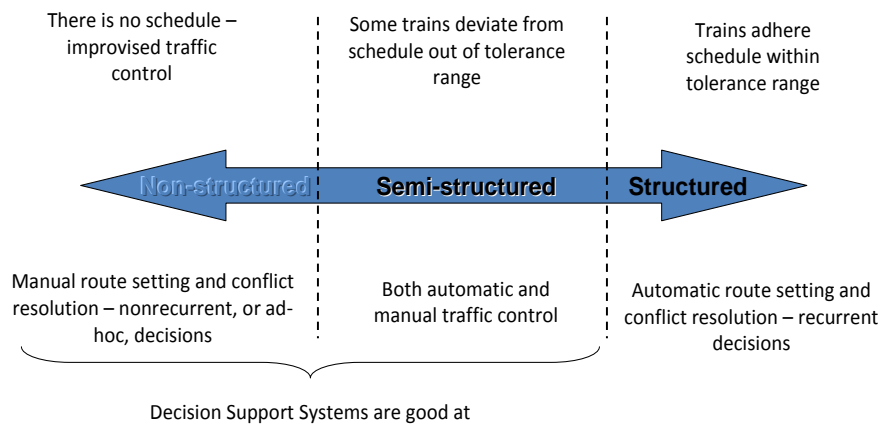 There is no schedule –
improvised traffic
control
Some trains deviate from
schedule out of tolerance
range
Trains adhere
schedule within
tolerance range
Non-structured
Semi-structured
Structured
Manual route setting and conflict
resolution – nonrecurrent, or ad-
hoc, decisions
Both automatic and
manual traffic control
Automatic route setting and
conflict resolution – recurrent
decisions
Decision Support Systems are good at